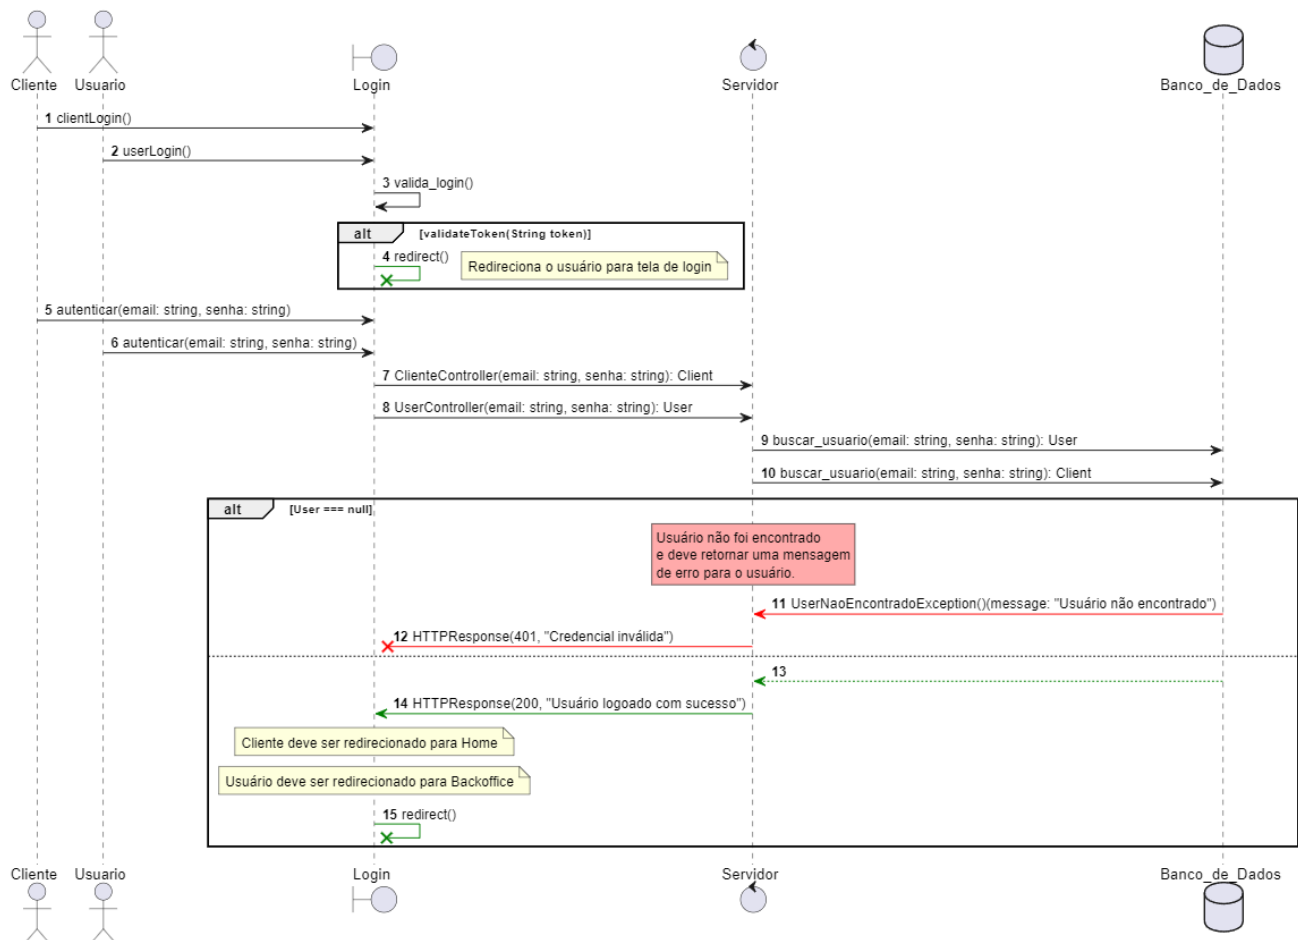 Cliente
Usuario
Login
Servidor
Banco_de_Dados
1 clientLogin()
2 userLogin()
3 valida_login()
alt
[validateToken(String token)]
4 redirect()
Redireciona o usuário para tela de login
5 autenticar(email: string, senha: string)
6 autenticar(email: string, senha: string)
7 ClienteController(email: string, senha: string): Client
8 UserController(email: string, senha: string): User
9 buscar_usuario(email: string, senha: string): User
10 buscar_usuario(email: string, senha: string): Client
alt
[User === null]
Usuário não foi encontrado
e deve retornar uma mensagem
de erro para o usuário.
11 UserNaoEncontradoException()(message: "Usuário não encontrado")
12 HTTPResponse(401, "Credencial inválida")
13
14 HTTPResponse(200, "Usuário logoado com sucesso")
Cliente deve ser redirecionado para Home
Usuário deve ser redirecionado para Backoffice
15 redirect()
Cliente
Usuario
Login
Servidor
Banco_de_Dados